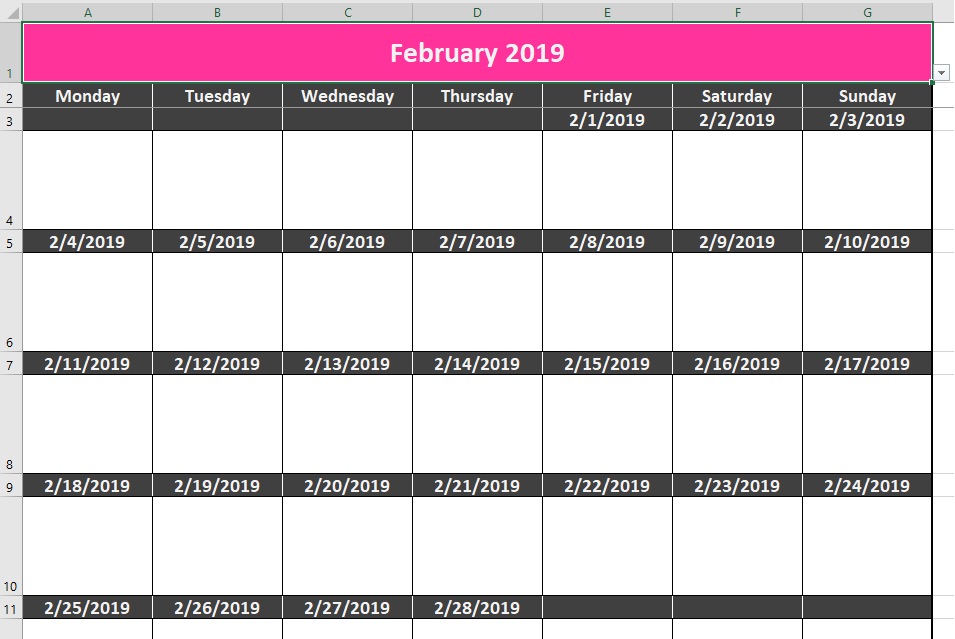 A B C D E F G
1 February 2019
2 Monday Tuesday Wednesday Thursday Friday Saturday Sunday
3 2/1/2019 2/2/2019 2/3/2019
4
5 2/4/2019 2/5/2019 2/6/2019 2/7/2019 2/8/2019 2/9/2019 2/10/2019
6
7 2/11/2019 2/12/2019 2/13/2019 2/14/2019 2/15/2019 2/16/2019 2/17/2019
8
9 2/18/2019 2/19/2019 2/20/2019 2/21/2019 2/22/2019 2/23/2019 2/24/2019
10
11 2/25/2019 2/26/2019 2/27/2019 2/28/2019